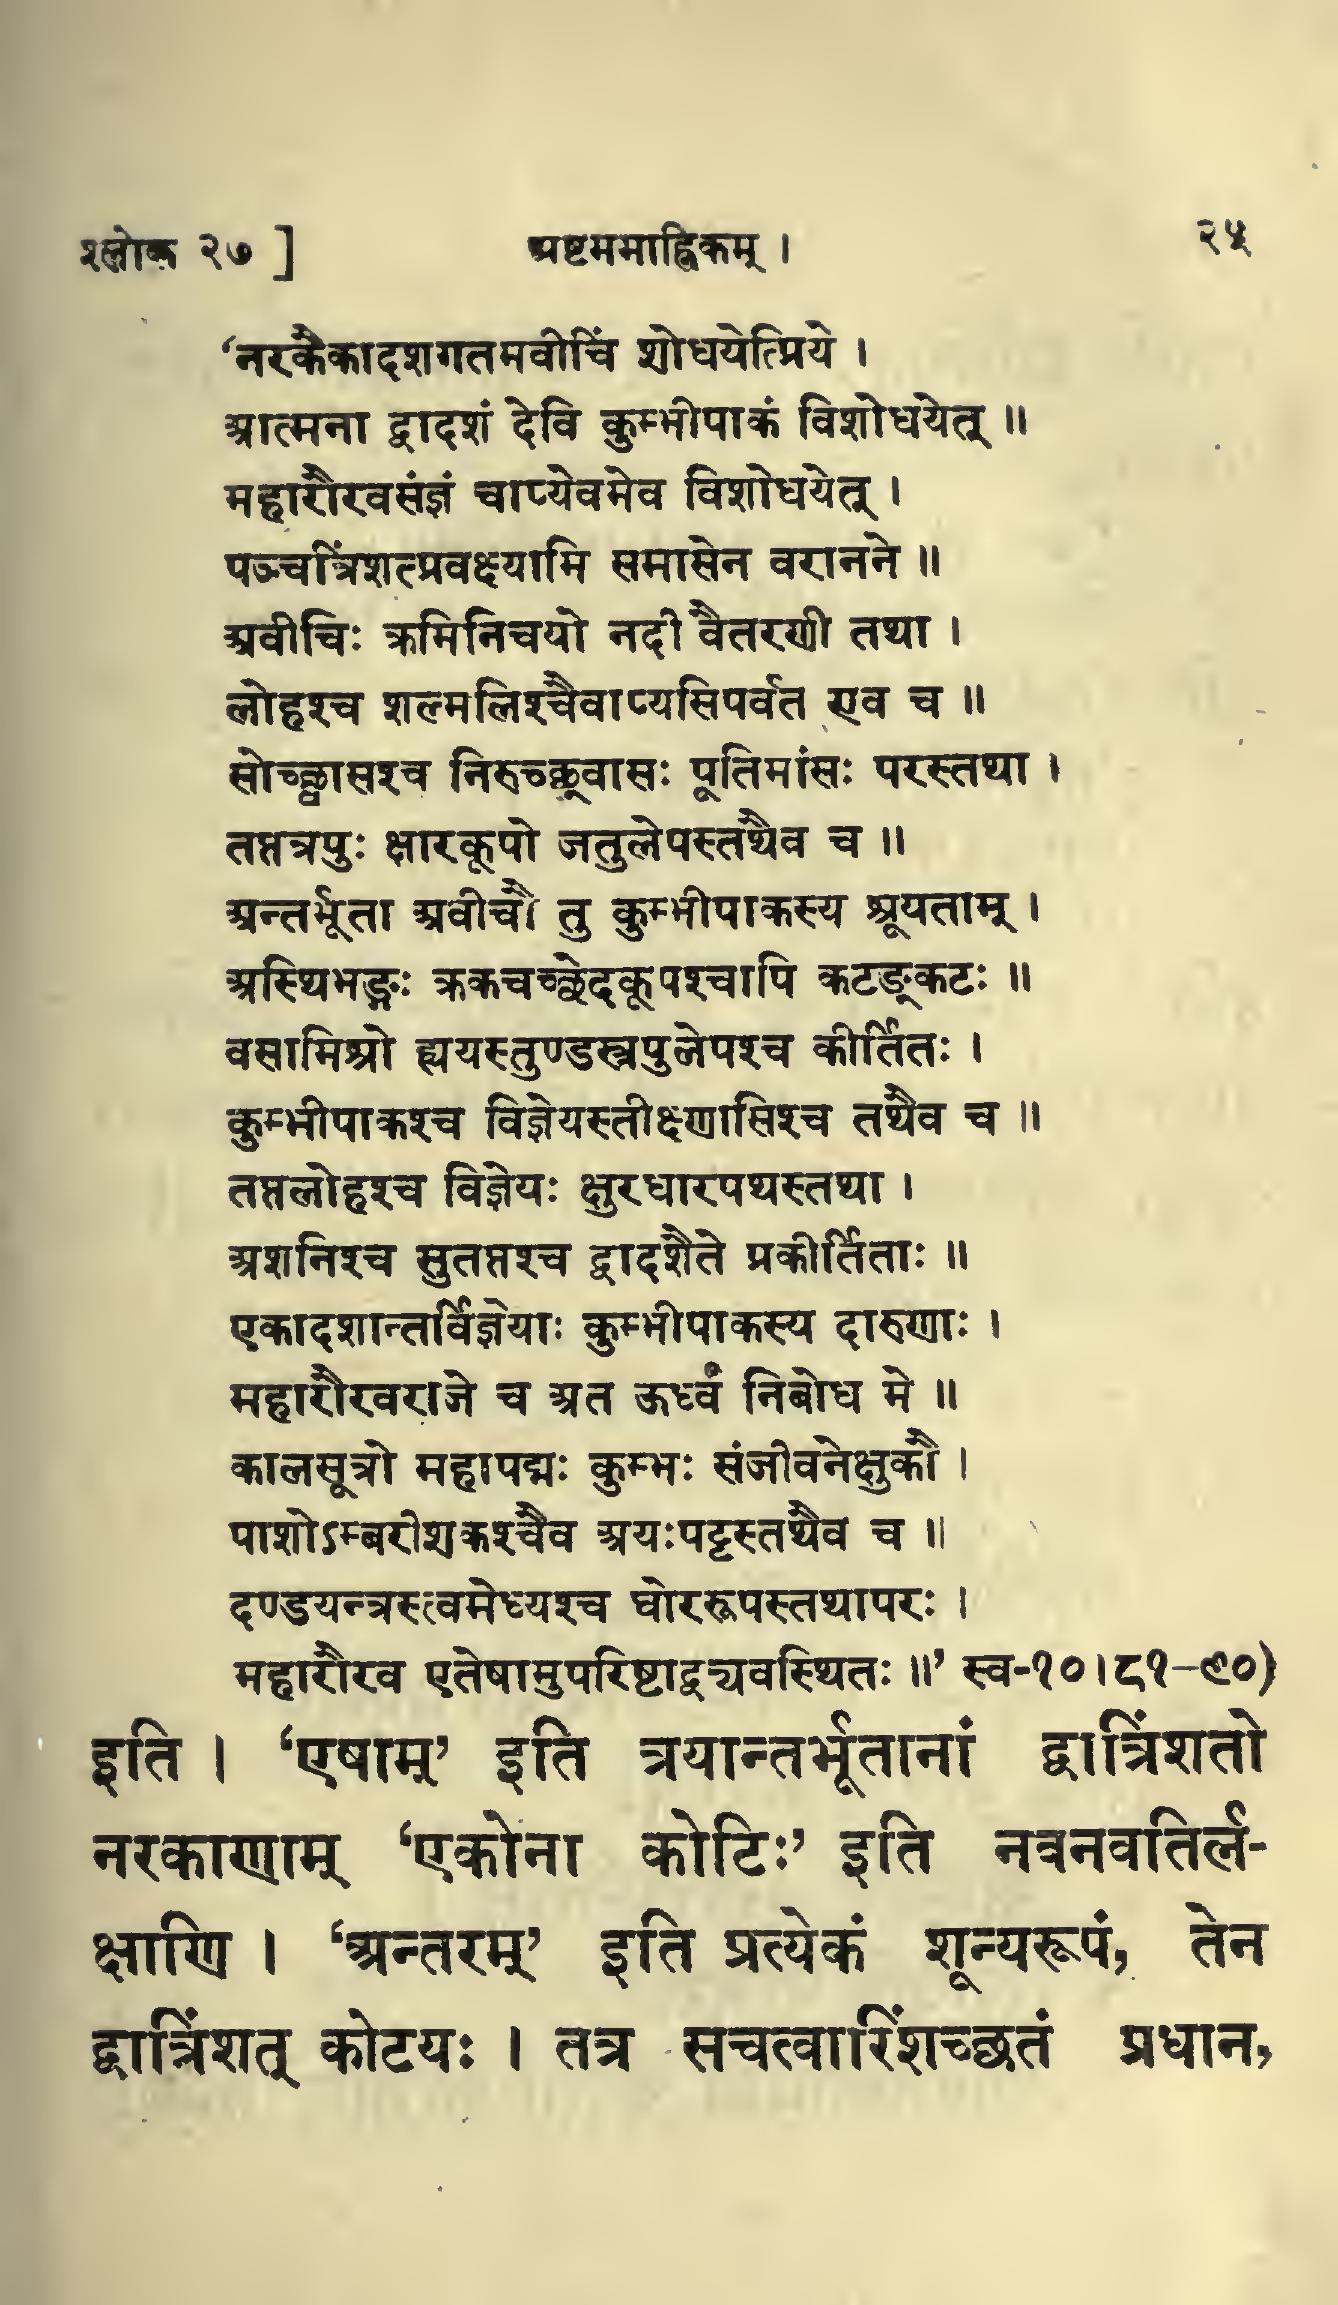 श्लोक २७ ] अष्टममाह्निकम् । २५
‘नरकैकादशगतमवीचिं शोधयेत्प्रिये ।
आत्मना द्वादशं देवि कुम्भीपाकं विशोधयेत् ॥
महारौरवसंज्ञं चाप्येवमेव विशोधयेत् ।
पञ्चत्रिंशत्प्रवक्ष्यामि समासेन वरानने ॥
अवीचिः क्रमिनिचयो नदी वैतरणी तथा ।
लोहश्च शल्मलिश्चैवाप्यसिपर्वत एव च ॥
सोच्छ्वासश्च निरुच्छ्वासः पूतिमांसः परस्तथा ।
तप्तत्रपुः क्षारकूपो जतुलेपस्तथैव च ॥
अन्तर्भूता अवीचौ तु कुम्भीपाकस्य श्रूयताम् ।
अस्थिभङ्गः क्रकचच्छेदकूपश्चापि कटङ्कटः ॥
वसामिश्रो ह्ययस्तुण्डस्त्रपुलेपश्च कीर्तितः ।
कुम्भीपाकश्च विज्ञेयस्तीक्ष्णासिश्च तथैव च ॥
तप्तलोहश्च विज्ञेयः क्षुरधारपथस्तथा ।
अशनिश्च सुतप्तश्च द्वादशैते प्रकीर्तिताः ॥
एकादशान्तर्विज्ञेयाः कुम्भीपाकस्य दारुणाः ।
महारौरवराजे च अत ऊर्ध्वं निबोध मे ॥
कालसूत्रो महापद्मः कुम्भः संजीवनेक्षुकौ ।
पाशोऽम्बरीशकश्चैव अयःपट्टस्तथैव च ॥
दण्डयन्त्रस्त्वमेध्यश्च घोररूपस्तथापरः ।
महारौरव एतेषामुपरिष्टाद्व्यवस्थितः ॥’ स्व-१०।८१-९०)
इति । ‘एषाम्’ इति त्रयान्तर्भूतानां द्वात्रिंशतो
नरकाणाम् ‘एकोना कोटिः’ इति नवनवतिर्ल-
क्षाणि । ‘अन्तरम्’ इति प्रत्येकं शून्यरूपं, तेन
द्वात्रिंशत् कोटयः । तत्र सचत्वारिंशच्छतं प्रधान,